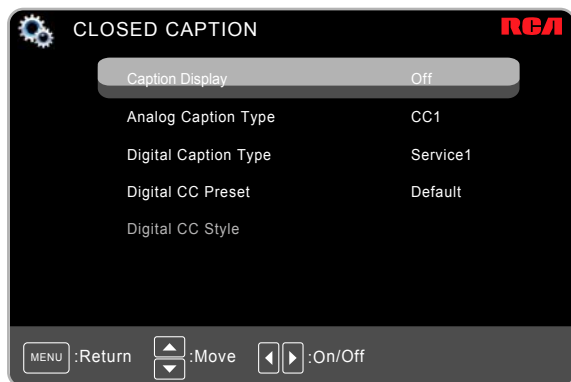 CLOSED CAPTION RCA
Caption Display Off
Analog Caption Type CC1
Digital Caption Type Service1
Digital CC Preset Default
Digital CC Style
MENU :Return :Move :On/Off